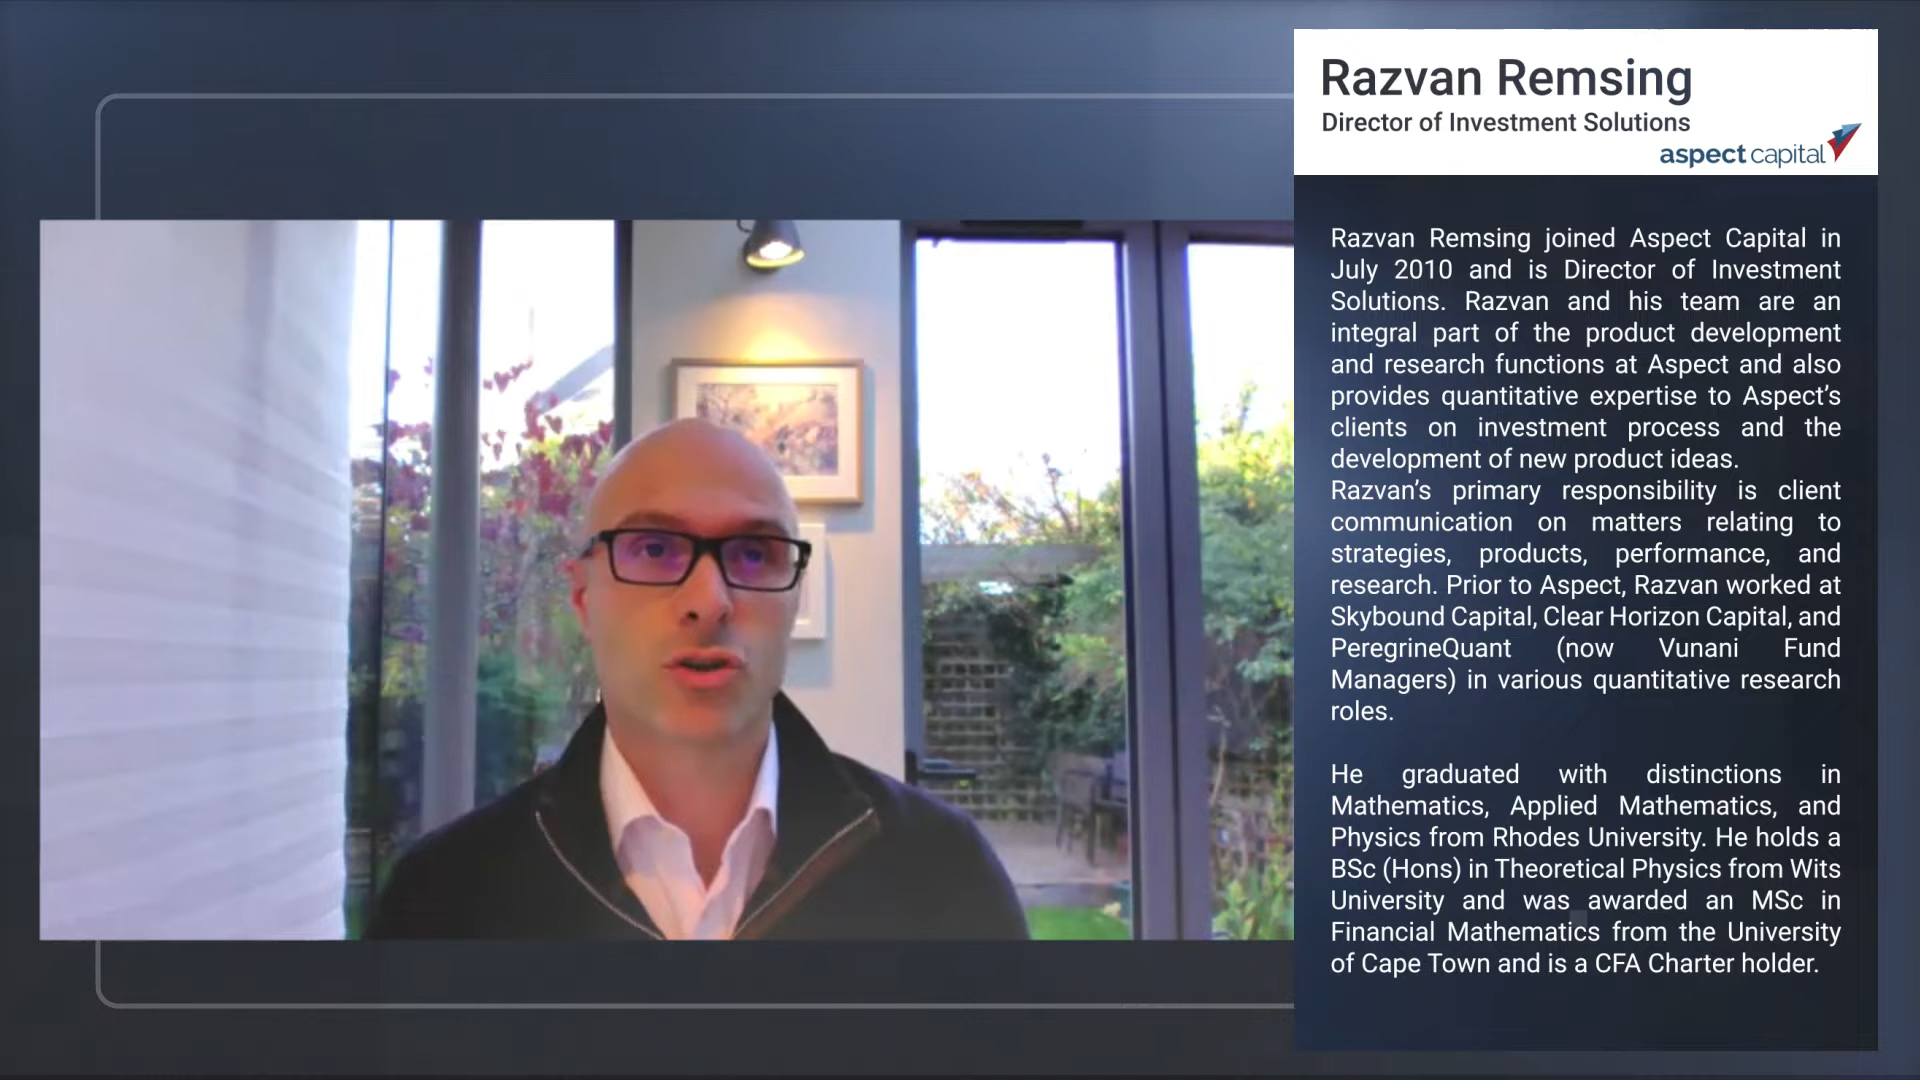 Razvan Remsing
Director of Investment Solutions
aspect capital
Razvan Remsing joined Aspect Capital in
July 2010 and is Director of Investment
Solutions. Razvan and his team are an
integral part of the product development
and research functions at Aspect and also
provides quantitative expertise to Aspect’s
clients on investment process and the
development of new product ideas.
Razvan’s primary responsibility is client
communication on matters relating to
strategies, products, performance, and
research. Prior to Aspect, Razvan worked at
Skybound Capital, Clear Horizon Capital, and
PeregrineQuant (now Vunani Fund
Managers) in various quantitative research
roles.
He graduated with distinctions in
Mathematics, Applied Mathematics, and
Physics from Rhodes University. He holds a
BSc (Hons) in Theoretical Physics from Wits
University and was awarded an MSc in
Financial Mathematics from the University
of Cape Town and is a CFA Charter holder.